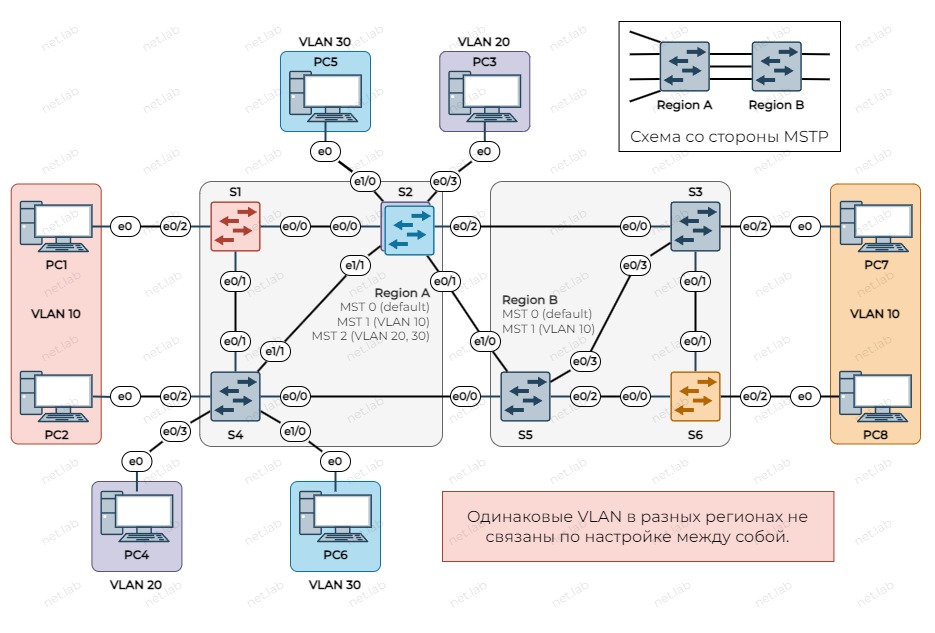 VLAN 30
PC5
e0
VLAN 20
PC3
e0
Region A
Region B
Схема со стороны MSTP
e1/0
e0/3
PC1
VLAN 10
PC2
e0
e0/2
S1
e0/0
e0/0
S2
e0/2
e0/1
e1/1
e0/1
Region A
MST 0 (default)
MST 1 (VLAN 10)
MST 2 (VLAN 20, 30)
e0/1
e1/1
e0
e0/2
S4
e0/0
e0/3
e1/0
S3
e0/0
e0/2
e0
e0/3
e0/1
Region B
MST 0 (default)
MST 1 (VLAN 10)
e1/0
e0/3
e0/1
e0/0
S5
e0/2
e0/0
S6
e0/2
e0
PC7
VLAN 10
PC8
e0
PC4
VLAN 20
e0
PC6
VLAN 30
Одинаковые VLAN в разных регионах не
связаны по настройке между собой.
net.lab